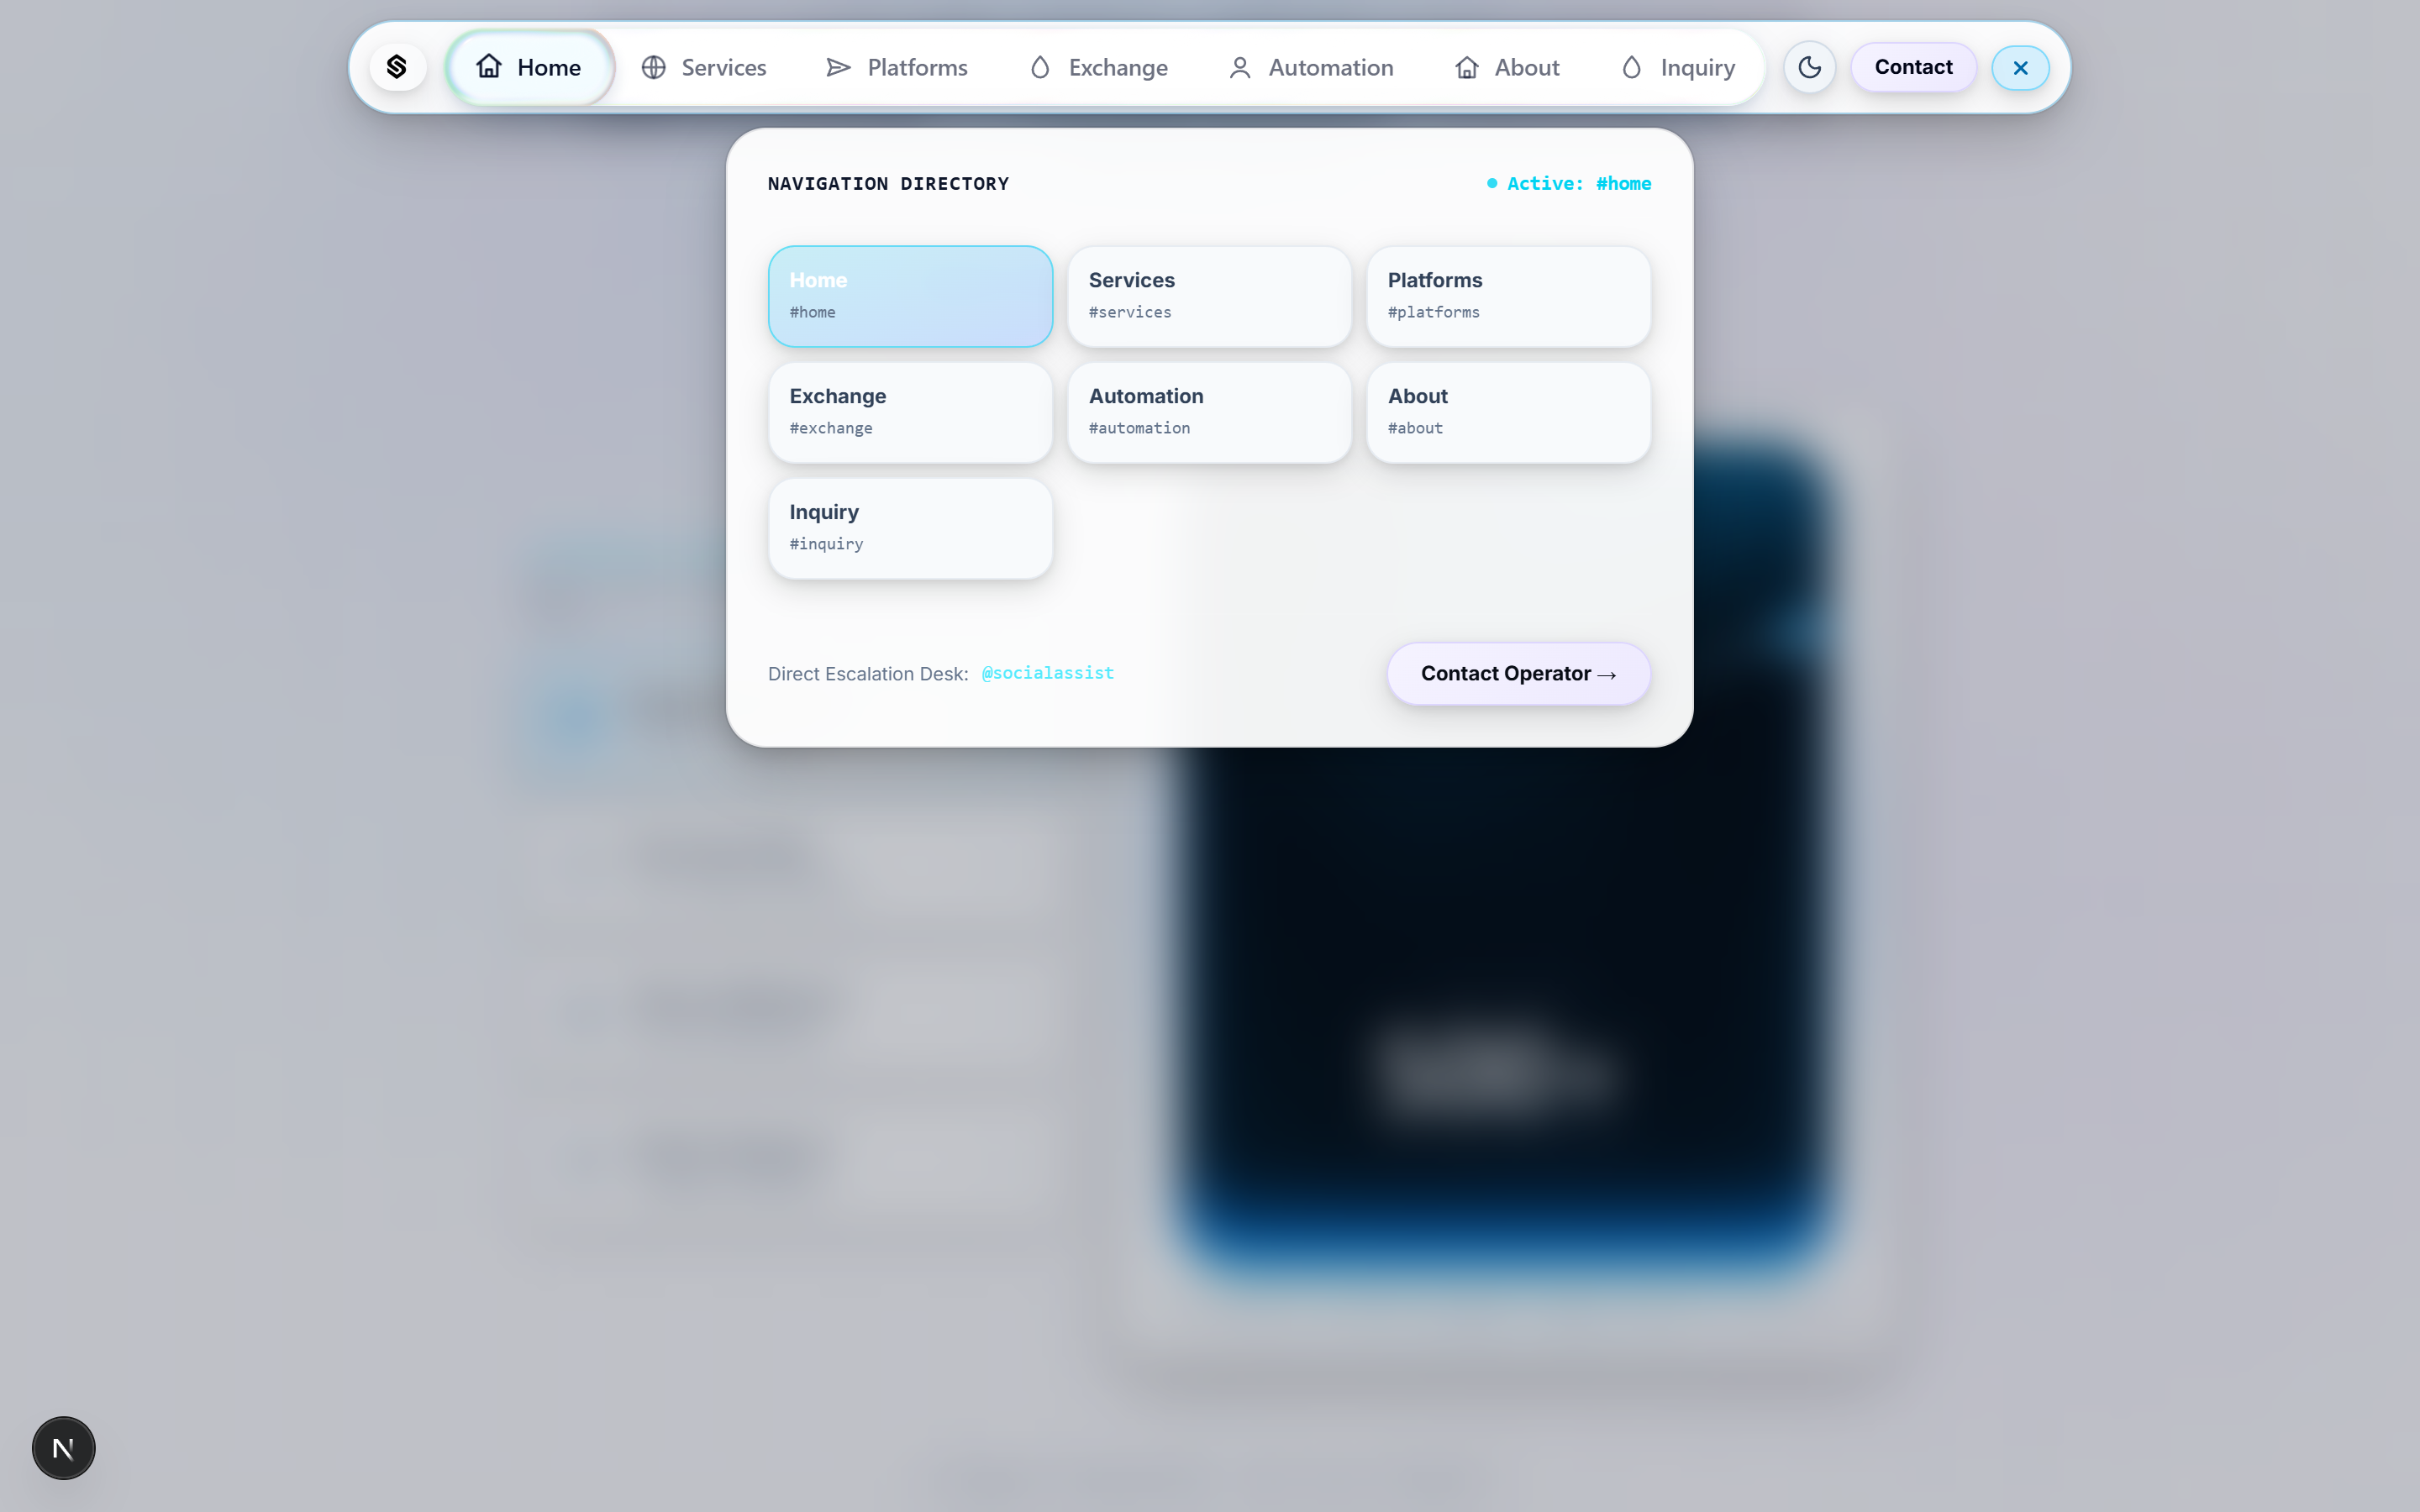 Home
Services
Platforms
Exchange
Automation
About
Inquiry
Contact
NAVIGATION DIRECTORY
Active: #home
Home
#home
Services
#services
Platforms
#platforms
Exchange
#exchange
Automation
#automation
About
#about
Inquiry
#inquiry
Direct Escalation Desk: @socialassist
Contact Operator →
N